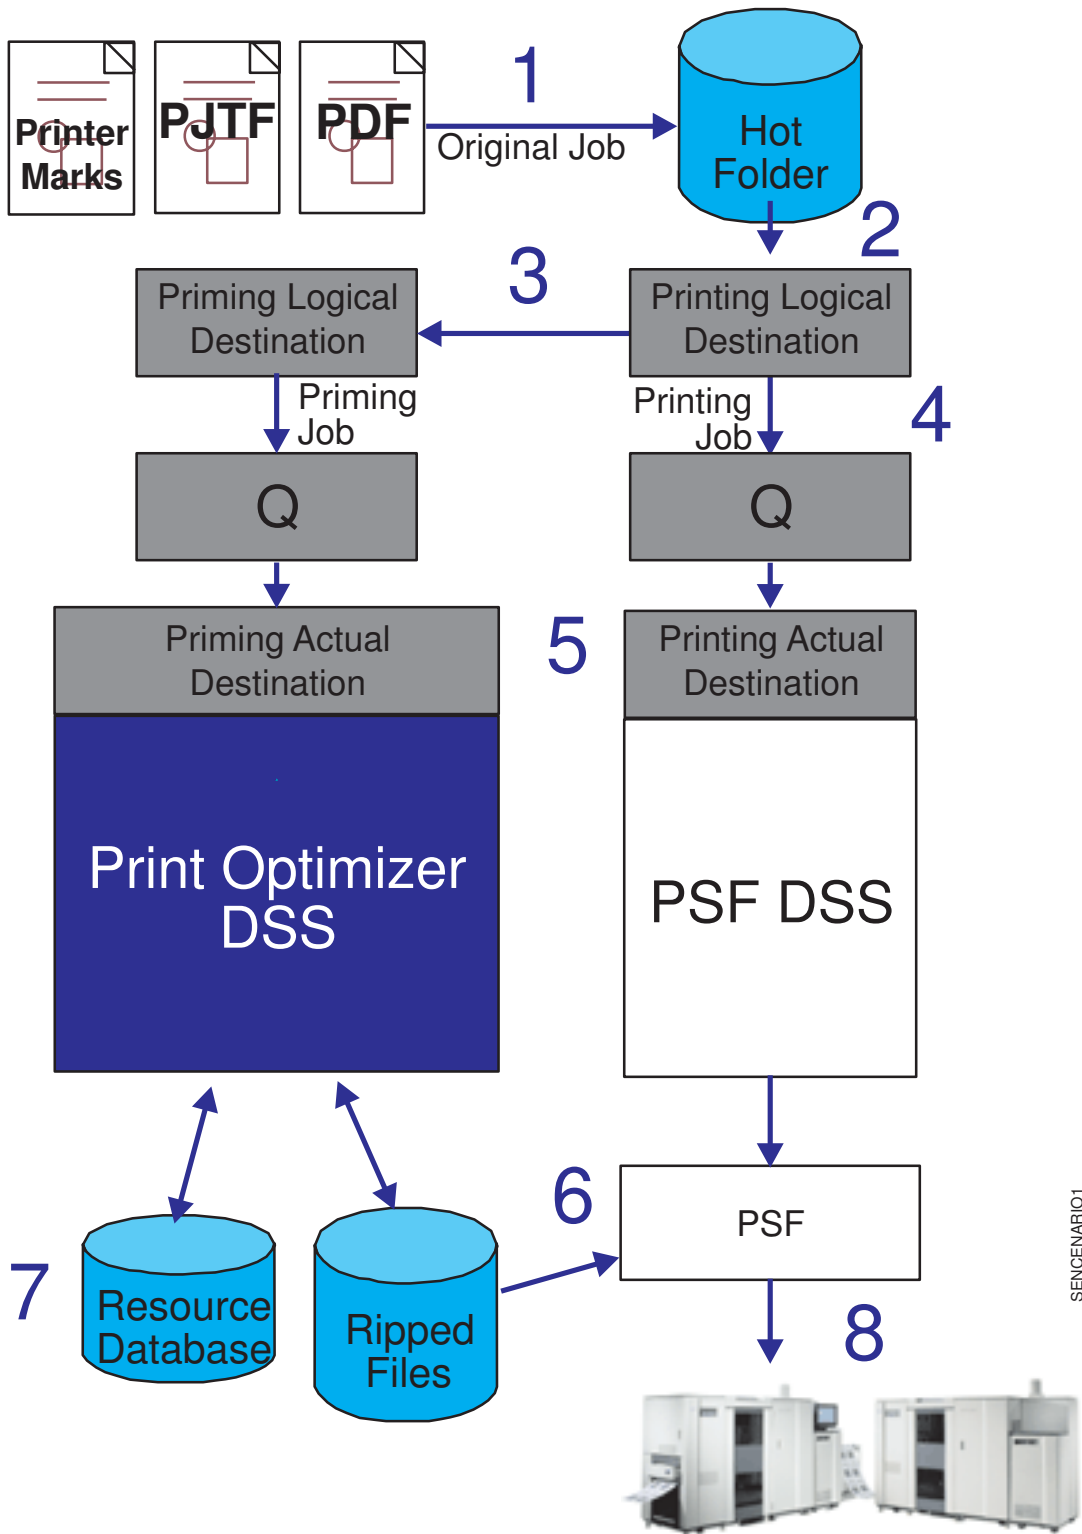 1
Printer
Marks
PJTF
PDF
Original Job
Hot
Folder
2
3
Priming Logical
Destination
Printing Logical
Destination
Priming
Job
Printing
Job
4
Q
Q
5
Priming Actual
Destination
Printing Actual
Destination
Print Optimizer
DSS
PSF DSS
6
PSF
7
Resource
Database
Ripped
Files
8
SENCENARIO1